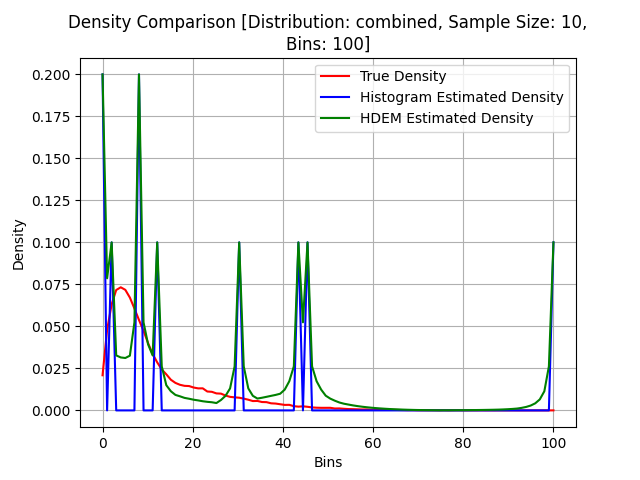 Density Comparison [Distribution: combined, Sample Size: 10,
Bins: 100]
True Density
Histogram Estimated Density
HDEM Estimated Density
Density
0.200
0.175
0.150
0.125
0.100
0.075
0.050
0.025
0.000
0 20 40 60 80 100
Bins